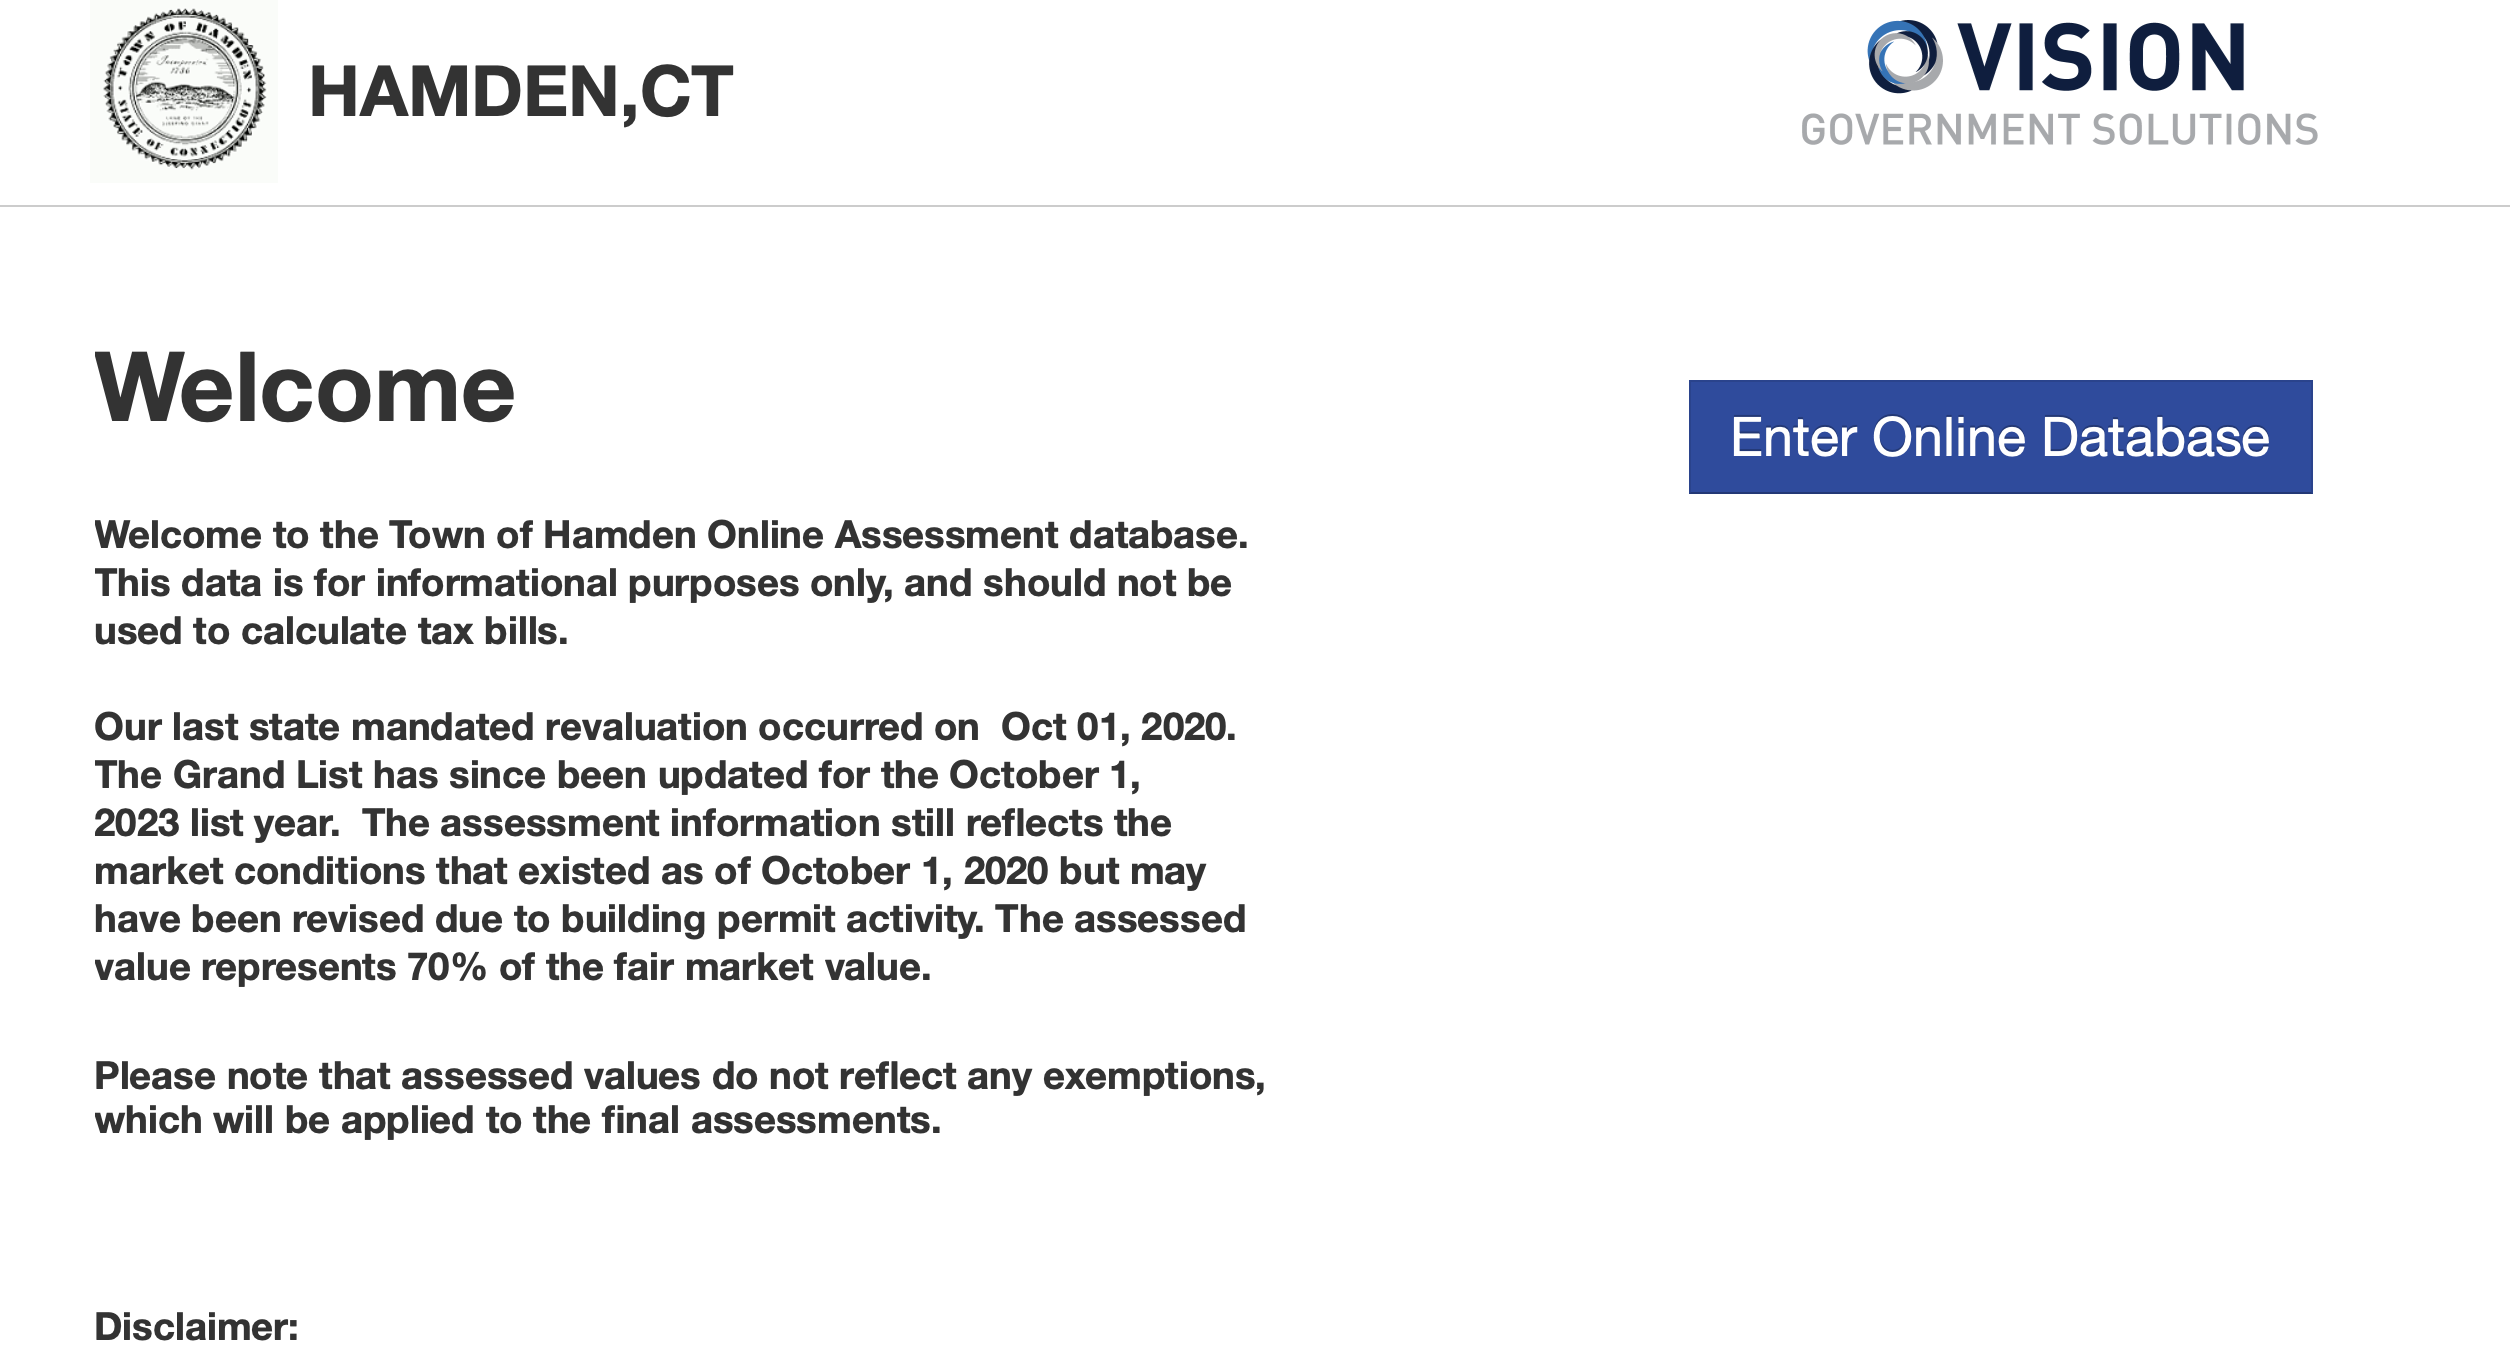 TOWN OF HAMDEN
Incorporated
1786
LAND OF THE
SLEEPING GIANT
STATE OF CONNECTICUT
HAMDEN,CT
VISION
GOVERNMENT SOLUTIONS
Welcome
Enter Online Database
Welcome to the Town of Hamden Online Assessment database.
This data is for informational purposes only, and should not be
used to calculate tax bills.
Our last state mandated revaluation occurred on  Oct 01, 2020.
The Grand List has since been updated for the October 1,
2023 list year.  The assessment information still reflects the
market conditions that existed as of October 1, 2020 but may
have been revised due to building permit activity. The assessed
value represents 70% of the fair market value.
Please note that assessed values do not reflect any exemptions,
which will be applied to the final assessments.
Disclaimer: